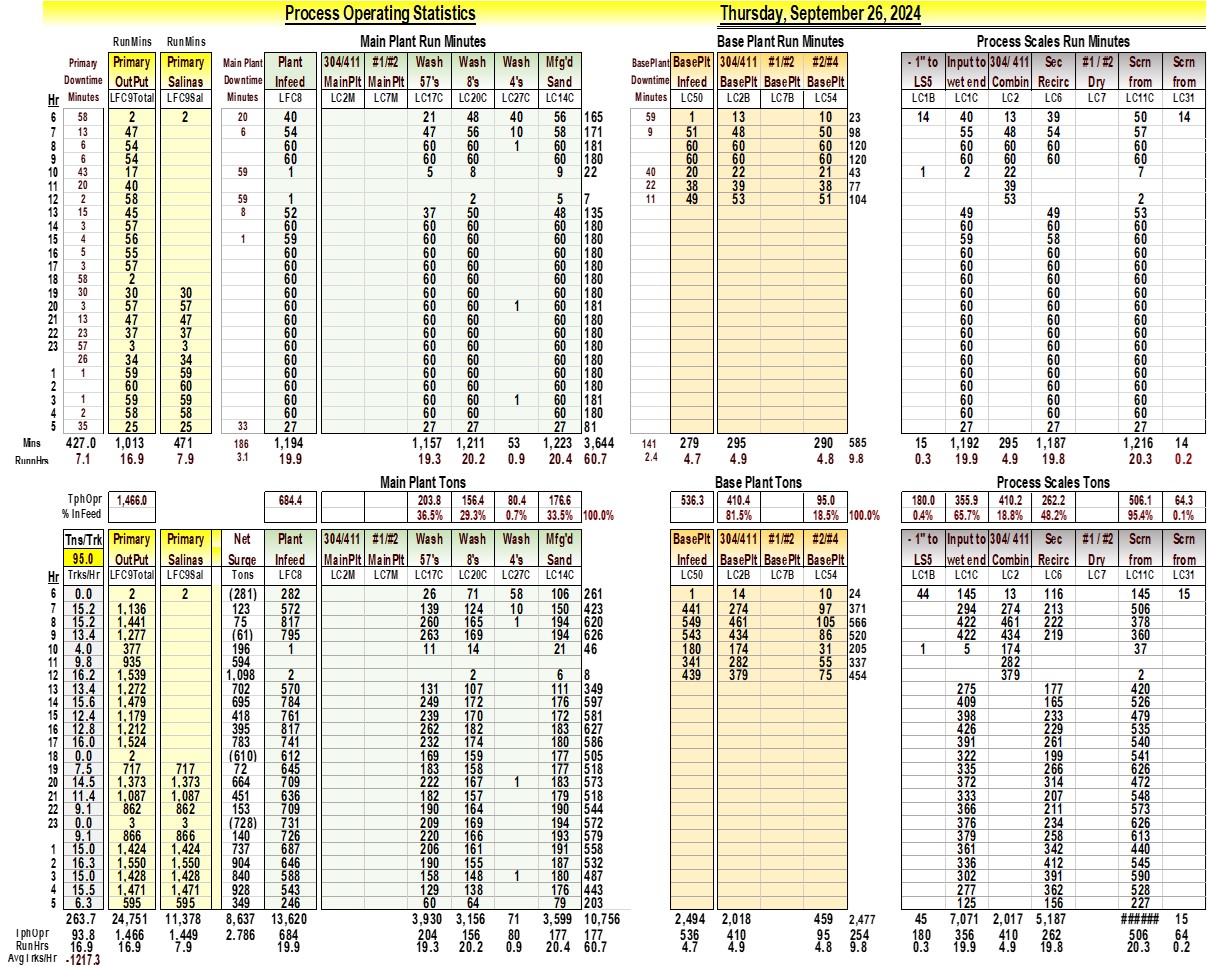 Process Operating Statistics Thursday, September 26, 2024
RunMins RunMins Main Plant Run Minutes Base Plant Run Minutes Process Scales Run Minutes
Primary Primary Primary Main Plant Plant 304/411 #1/#2 Wash Wash Wash Mfg'd BasePlant BasePlt 304/411 #1/#2 #2/#4 - 1" to Input to 304/ 411 Sec #1 / #2 Scrn Scrn
Downtime OutPut Salinas Downtime Infeed MainPlt MainPlt 57's 8's 4's Sand Downtime Infeed BasePlt BasePlt BasePlt LS5 wet end Combin Recirc Dry from from
Hr Minutes LFC9Total LFC9Sal Minutes LFC8 LC2M LC7M LC17C LC20C LC27C LC14C Minutes LC50 LC2B LC7B LC54 LC1B LC1C LC2 LC6 LC7 LC11C LC31
6 58 2 2 20 40 21 48 40 56 165 59 1 13 10 23 14 40 13 39 50 14
7 13 47 6 54 47 56 10 58 171 9 51 48 50 98 55 48 54 57
8 6 54 60 60 60 1 60 181 60 60 60 120 60 60 60 60
9 6 54 60 60 60 60 180 60 60 60 120 60 60 60 60
10 43 17 59 1 5 8 9 22 40 20 22 21 43 1 2 22 7
11 20 40 22 38 39 38 77 39
12 2 58 59 1 2 5 7 11 49 53 51 104 53 2
13 15 45 8 52 37 50 48 135 49 49 53
14 3 57 60 60 60 60 180 60 60 60
15 4 56 1 59 60 60 60 180 59 58 60
16 5 55 60 60 60 60 180 60 60 60
17 3 57 60 60 60 60 180 60 60 60
18 58 2 60 60 60 60 180 60 60 60
19 30 30 30 60 60 60 60 180 60 60 60
20 3 57 57 60 60 60 1 60 181 60 60 60
21 13 47 47 60 60 60 60 180 60 60 60
22 23 37 37 60 60 60 60 180 60 60 60
23 57 3 3 60 60 60 60 180 60 60 60
26 34 34 60 60 60 60 180 60 60 60
1 1 59 59 60 60 60 60 180 60 60 60
2 60 60 60 60 60 60 180 60 60 60
3 1 59 59 60 60 60 1 60 181 60 60 60
4 2 58 58 60 60 60 60 180 60 60 60
5 35 25 25 33 27 27 27 27 81 27 27 27
Mins 427.0 1,013 471 186 1,194 1,157 1,211 53 1,223 3,644 141 279 295 290 585 15 1,192 295 1,187 1,216 14
RunnHrs 7.1 16.9 7.9 3.1 19.9 19.3 20.2 0.9 20.4 60.7 2.4 4.7 4.9 4.8 9.8 0.3 19.9 4.9 19.8 20.3 0.2
Main Plant Tons Base Plant Tons Process Scales Tons
TphOpr 1,466.0 684.4 203.8 156.4 80.4 176.6 536.3 410.4 95.0 180.0 355.9 410.2 262.2 506.1 64.3
% InFeed 36.5% 29.3% 0.7% 33.5% 100.0% 81.5% 18.5% 100.0% 0.4% 65.7% 18.8% 48.2% 95.4% 0.1%
Tns/Trk Primary Primary Net Plant 304/411 #1/#2 Wash Wash Wash Mfg'd BasePlt 304/411 #1/#2 #2/#4 - 1" to Input to 304/ 411 Sec #1 / #2 Scrn Scrn
95.0 OutPut Salinas Surge Infeed MainPlt MainPlt 57's 8's 4's Sand Infeed BasePlt BasePlt BasePlt LS5 wet end Combin Recirc Dry from from
Hr Trks/Hr LFC9Total LFC9Sal Tons LFC8 LC2M LC7M LC17C LC20C LC27C LC14C LC50 LC2B LC7B LC54 LC1B LC1C LC2 LC6 LC7 LC11C LC31
6 0.0 2 2 (281) 282 26 71 58 106 261 1 14 10 24 44 145 13 116 145 15
7 15.2 1,136 123 572 139 124 10 150 423 441 274 97 371 294 274 213 506
8 15.2 1,441 75 817 260 165 1 194 620 549 461 105 566 422 461 222 378
9 13.4 1,277 (61) 795 263 169 194 626 543 434 86 520 422 434 219 360
10 4.0 377 196 1 11 14 21 46 180 174 31 205 1 5 174 37
11 9.8 935 594 341 282 55 337 282
12 16.2 1,539 1,098 2 2 6 8 439 379 75 454 379 2
13 13.4 1,272 702 570 131 107 111 349 275 177 420
14 15.6 1,479 695 784 249 172 176 597 409 165 526
15 12.4 1,179 418 761 239 170 172 581 398 233 479
16 12.8 1,212 395 817 262 182 183 627 426 229 535
17 16.0 1,524 783 741 232 174 180 586 391 261 540
18 0.0 2 (610) 612 169 159 177 505 322 199 541
19 7.5 717 717 72 645 183 158 177 518 335 266 626
20 14.5 1,373 1,373 664 709 222 167 1 183 573 372 314 472
21 11.4 1,087 1,087 451 636 182 157 179 518 333 207 548
22 9.1 862 862 153 709 190 164 190 544 366 211 573
23 0.0 3 3 (728) 731 209 169 194 572 376 234 626
9.1 866 866 140 726 220 166 193 579 379 258 613
1 15.0 1,424 1,424 737 687 206 161 191 558 361 342 440
2 16.3 1,550 1,550 904 646 190 155 187 532 336 412 545
3 15.0 1,428 1,428 840 588 158 148 1 180 487 302 391 590
4 15.5 1,471 1,471 928 543 129 138 176 443 277 362 528
5 6.3 595 595 349 246 60 64 79 203 125 156 227
263.7 24,751 11,378 8,637 13,620 3,930 3,156 71 3,599 10,756 2,494 2,018 459 2,477 45 7,071 2,017 5,187 ###### 15
TphOpr 93.8 1,466 1,449 2.786 684 204 156 80 177 177 536 410 95 254 180 356 410 262 506 64
RunHrs 16.9 16.9 7.9 19.9 19.3 20.2 0.9 20.4 60.7 4.7 4.9 4.8 9.8 0.3 19.9 4.9 19.8 20.3 0.2
AvgTrks/Hr -1217.3